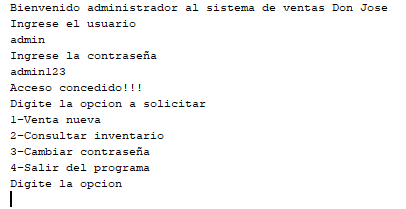 Bienvenido administrador al sistema de ventas Don Jose
Ingrese el usuario
admin
Ingrese la contraseña
admin123
Acceso concedido!!!
Digite la opcion a solicitar
1-Venta nueva
2-Consultar inventario
3-Cambiar contraseña
4-Salir del programa
Digite la opcion